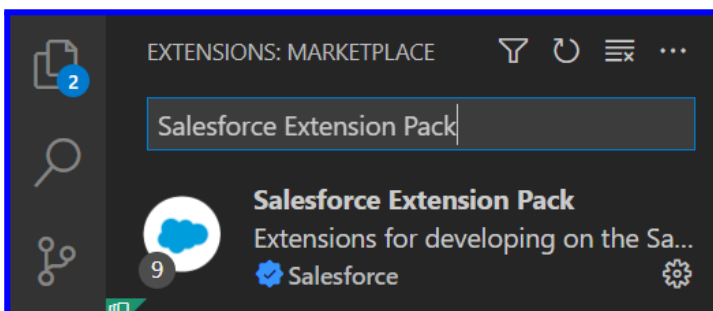 EXTENSIONS: MARKETPLACE
2
Salesforce Extension Pack
Salesforce Extension Pack
Extensions for developing on the Sa...
9
Salesforce